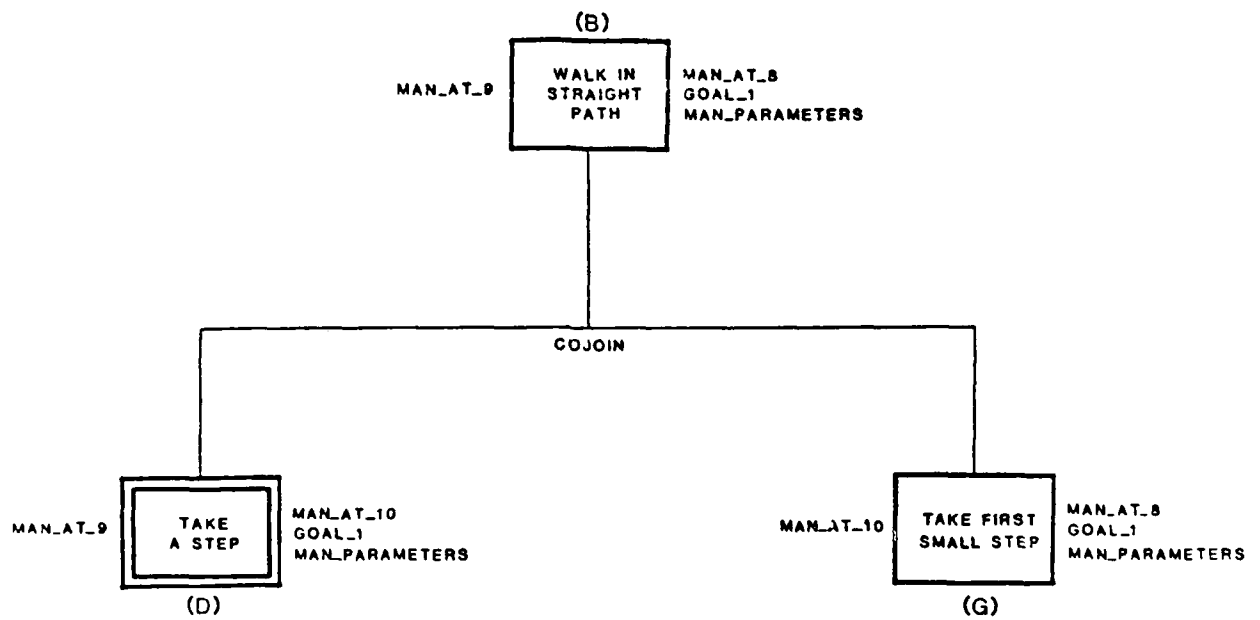 (B)
MAN_AT_9
WALK IN
STRAIGHT
PATH
MAN_AT_8
GOAL_1
MAN_PARAMETERS
COJOIN
MAN_AT_9
TAKE
A STEP
MAN_AT_10
GOAL_1
MAN_PARAMETERS
(D)
MAN_AT_10
TAKE FIRST
SMALL STEP
MAN_AT_8
GOAL_1
MAN_PARAMETERS
(G)